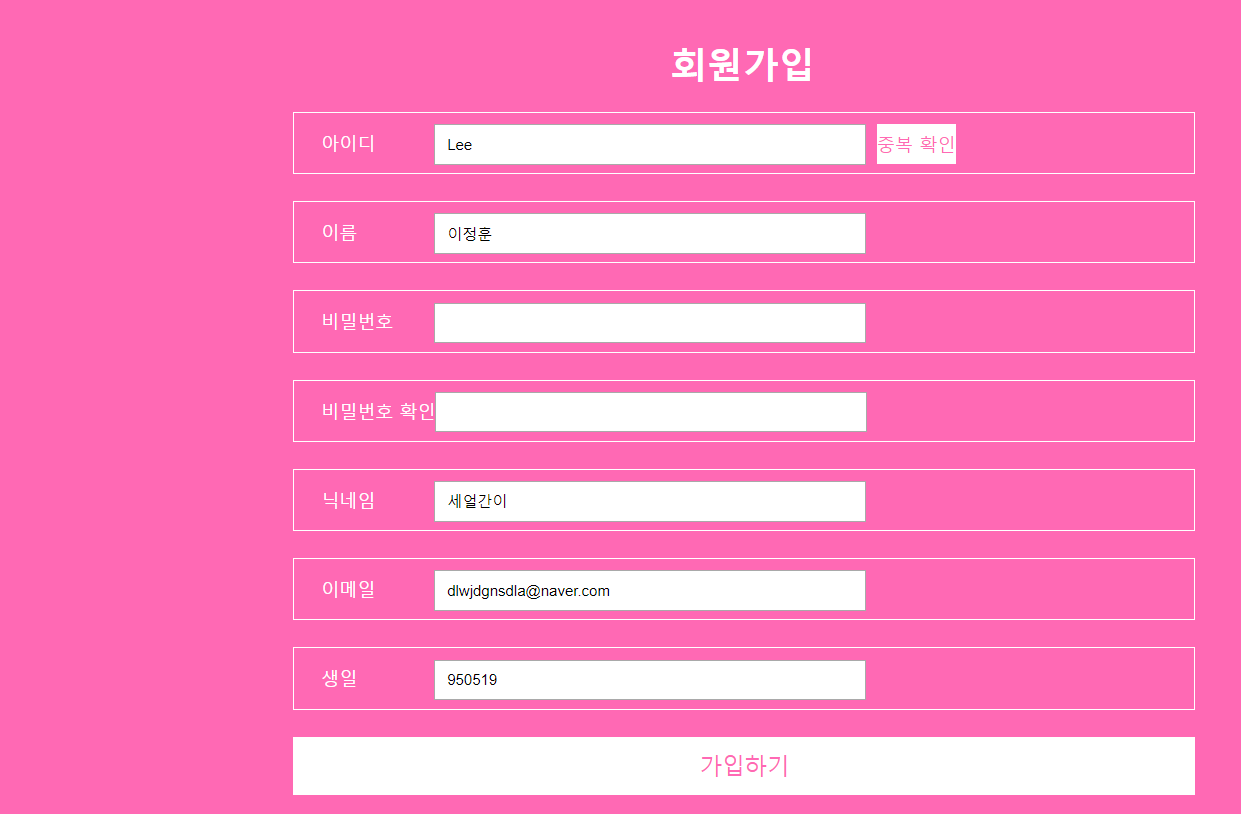 회원가입
아이디 Lee 중복 확인
이름 이정훈
비밀번호
비밀번호 확인
닉네임 세얼간이
이메일 dlwjdgnsdla@naver.com
생일 950519
가입하기